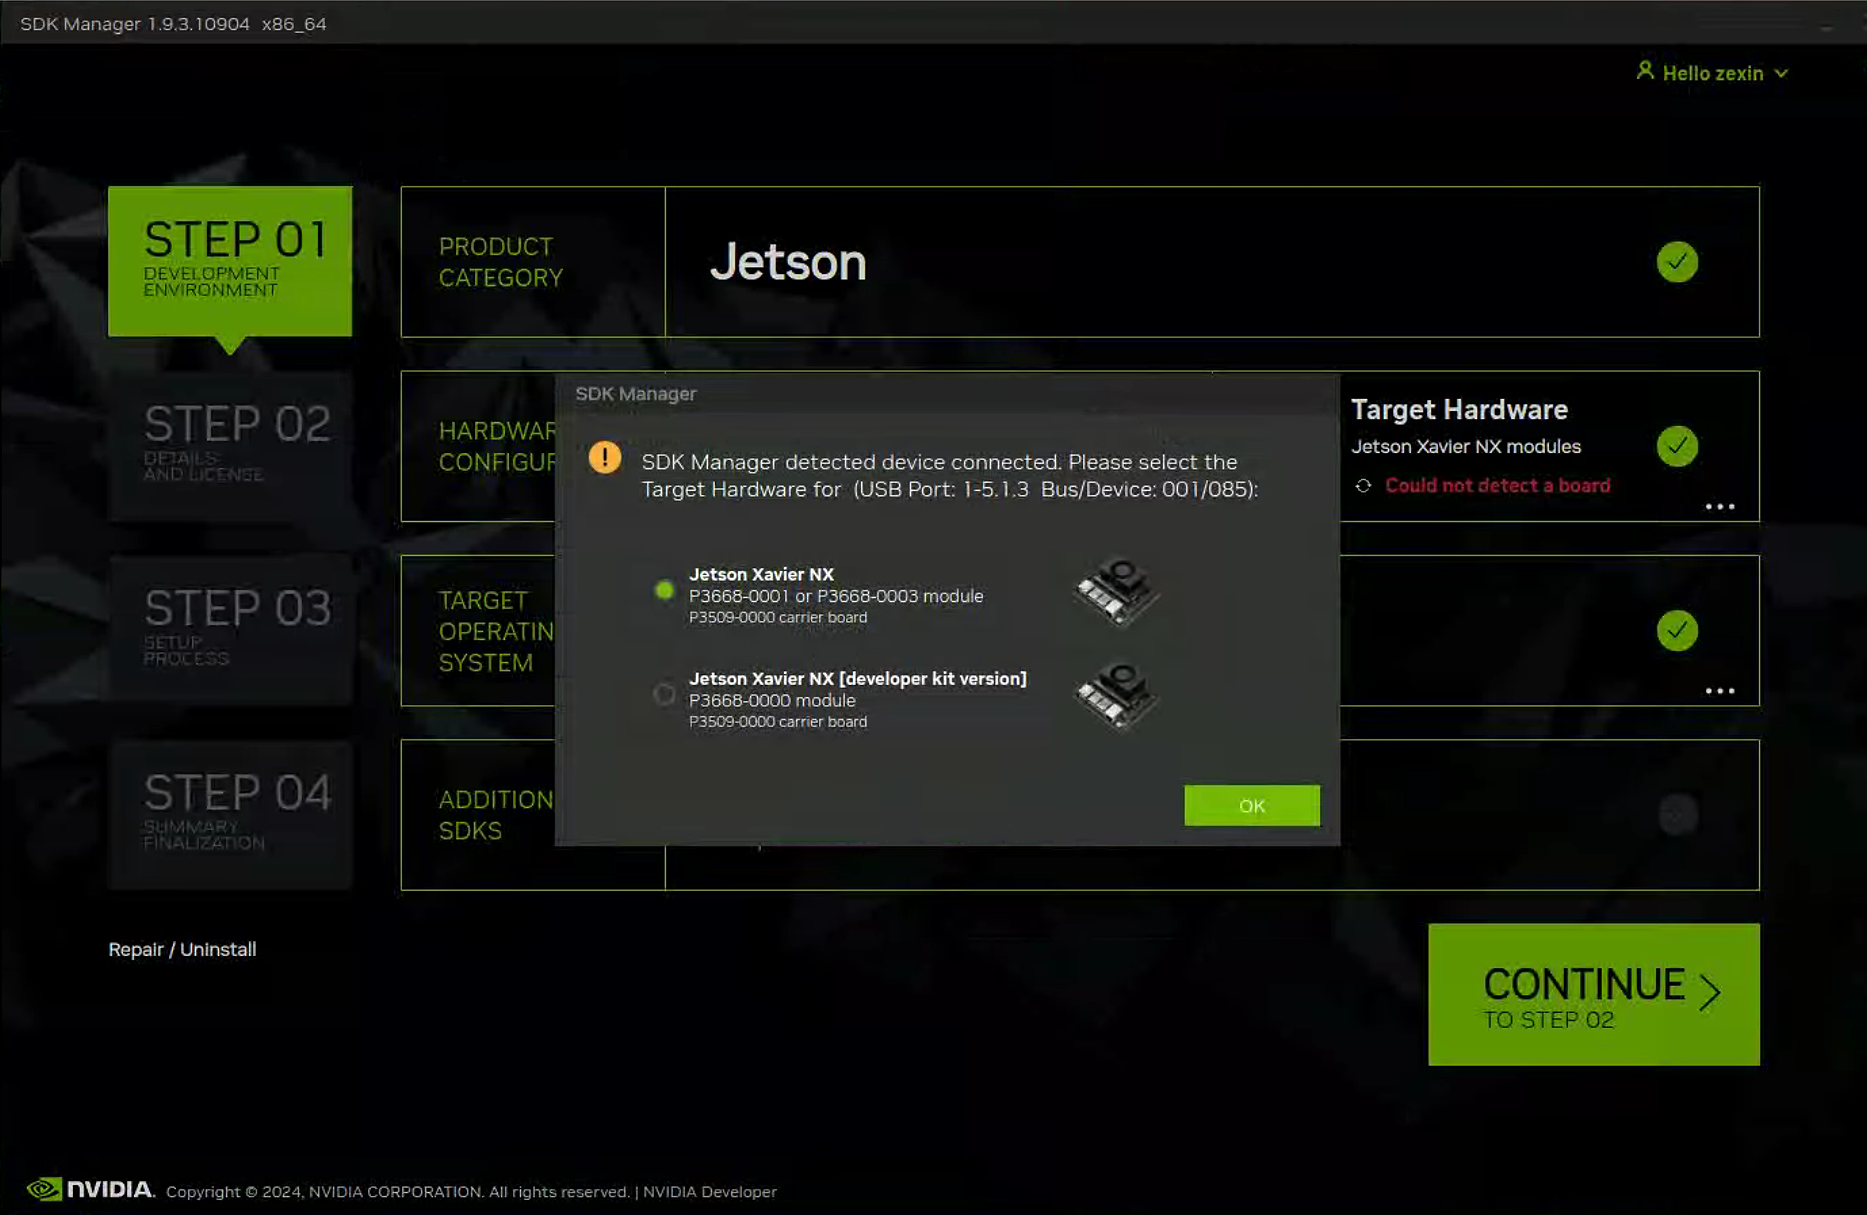 SDK Manager 1.9.3.10904 x86_64
Hello zexin
STEP 01
DEVELOPMENT
ENVIRONMENT
PRODUCT
CATEGORY
Jetson
STEP 02
DETAILS
AND LICENSE
HARDWAR
CONFIGUR
Target Hardware
Jetson Xavier NX modules
Could not detect a board
SDK Manager
SDK Manager detected device connected. Please select the
Target Hardware for (USB Port: 1-5.1.3 Bus/Device: 001/085):
Jetson Xavier NX
P3668-0001 or P3668-0003 module
P3509-0000 carrier board
Jetson Xavier NX [developer kit version]
P3668-0000 module
P3509-0000 carrier board
OK
STEP 03
SETUP
PROCESS
TARGET
OPERATIN
SYSTEM
STEP 04
SUMMARY
FINALIZATION
ADDITION
SDKS
Repair / Uninstall
CONTINUE
TO STEP 02
NVIDIA. Copyright © 2024, NVIDIA CORPORATION. All rights reserved. | NVIDIA Developer